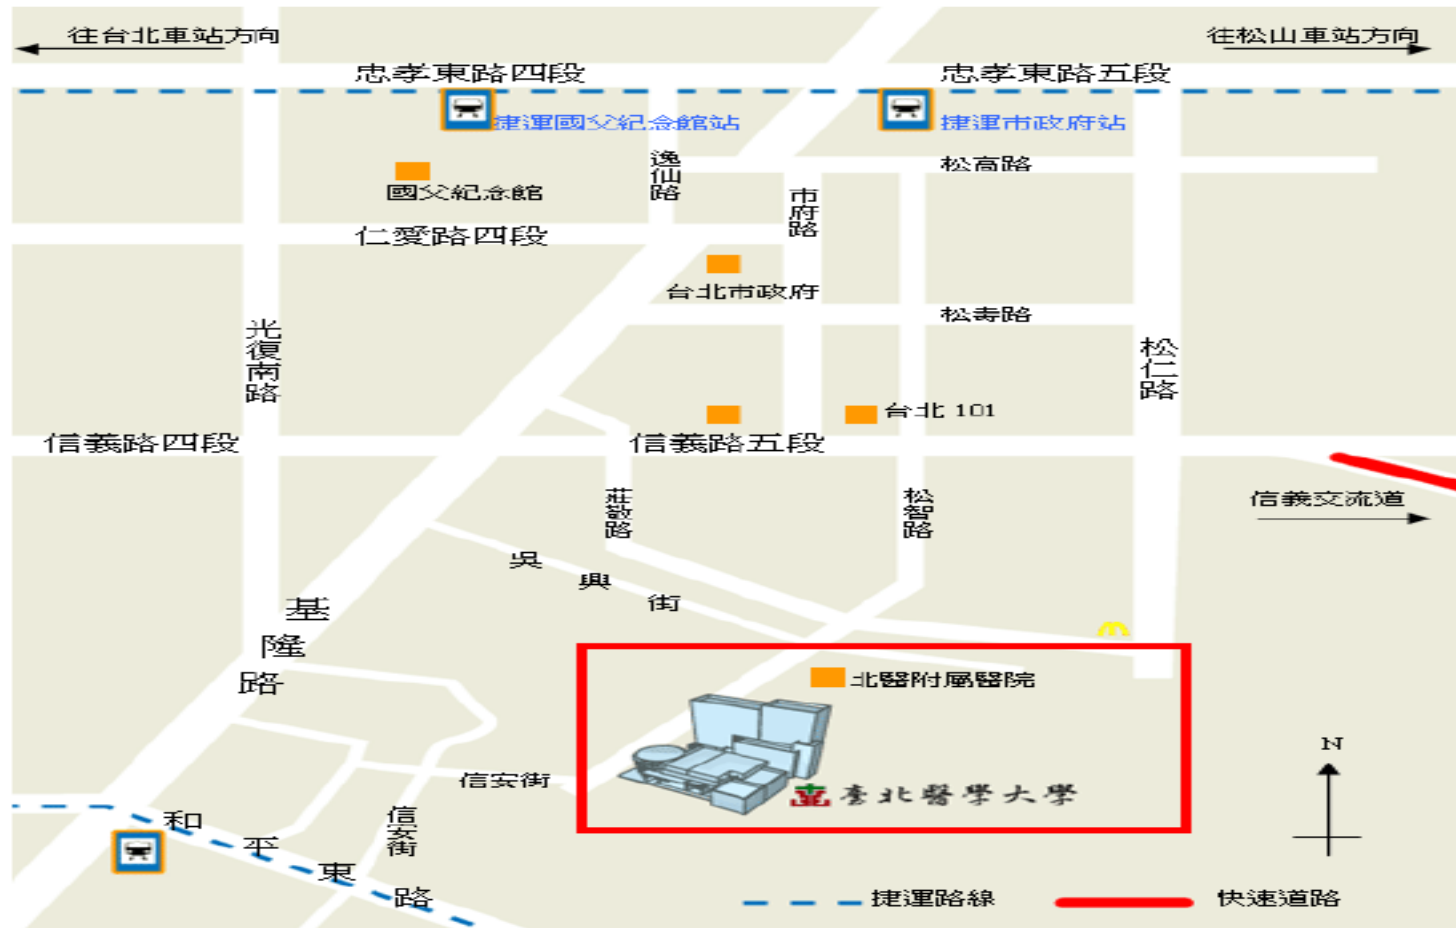 往台北車站方向
往松山車站方向
忠孝東路四段
忠孝東路五段
捷運國父紀念館站
捷運市政府站
逸仙路
松高路
國父紀念館
市府路
仁愛路四段
台北市政府
松壽路
光復南路
松仁路
台北 101
信義路四段
信義路五段
莊敬路
松智路
信義交流道
吳興街
基隆路
北醫附屬醫院
N
信安街
臺北醫學大學
信安街
和平東路
捷運路線
快速道路